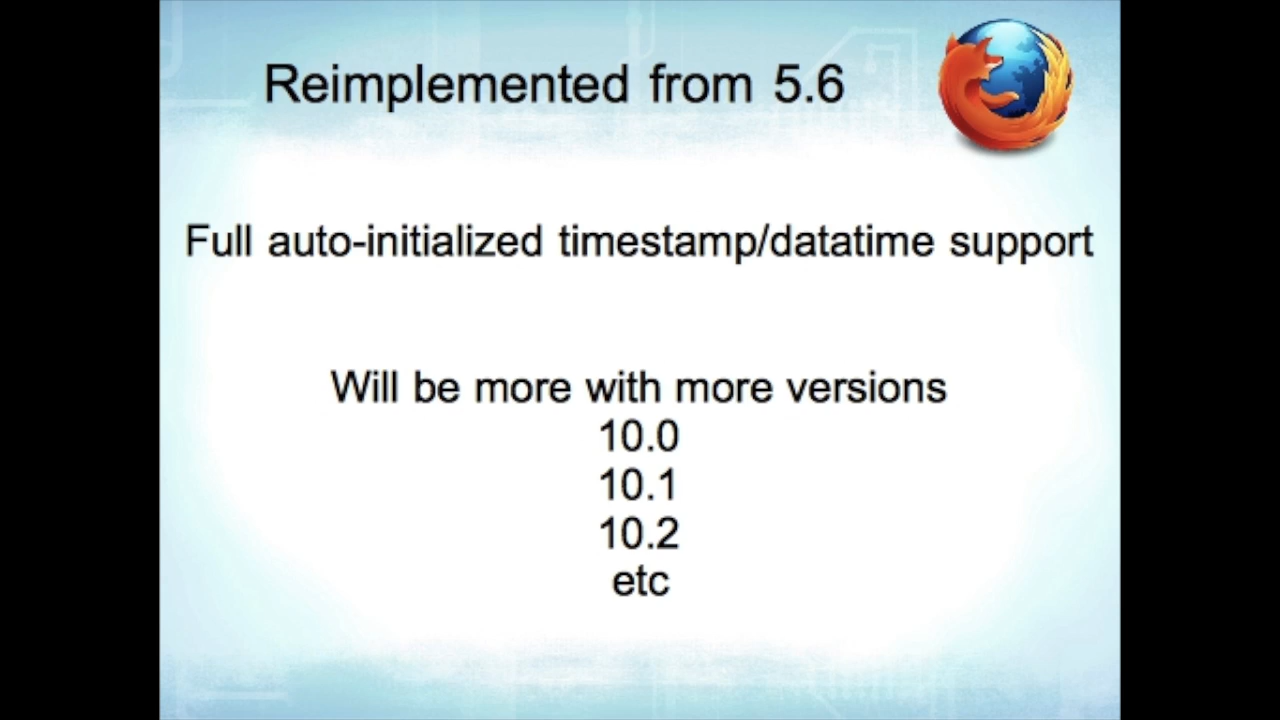 Reimplemented from 5.6
Full auto-initialized timestamp/datatime support
Will be more with more versions
10.0
10.1
10.2
etc